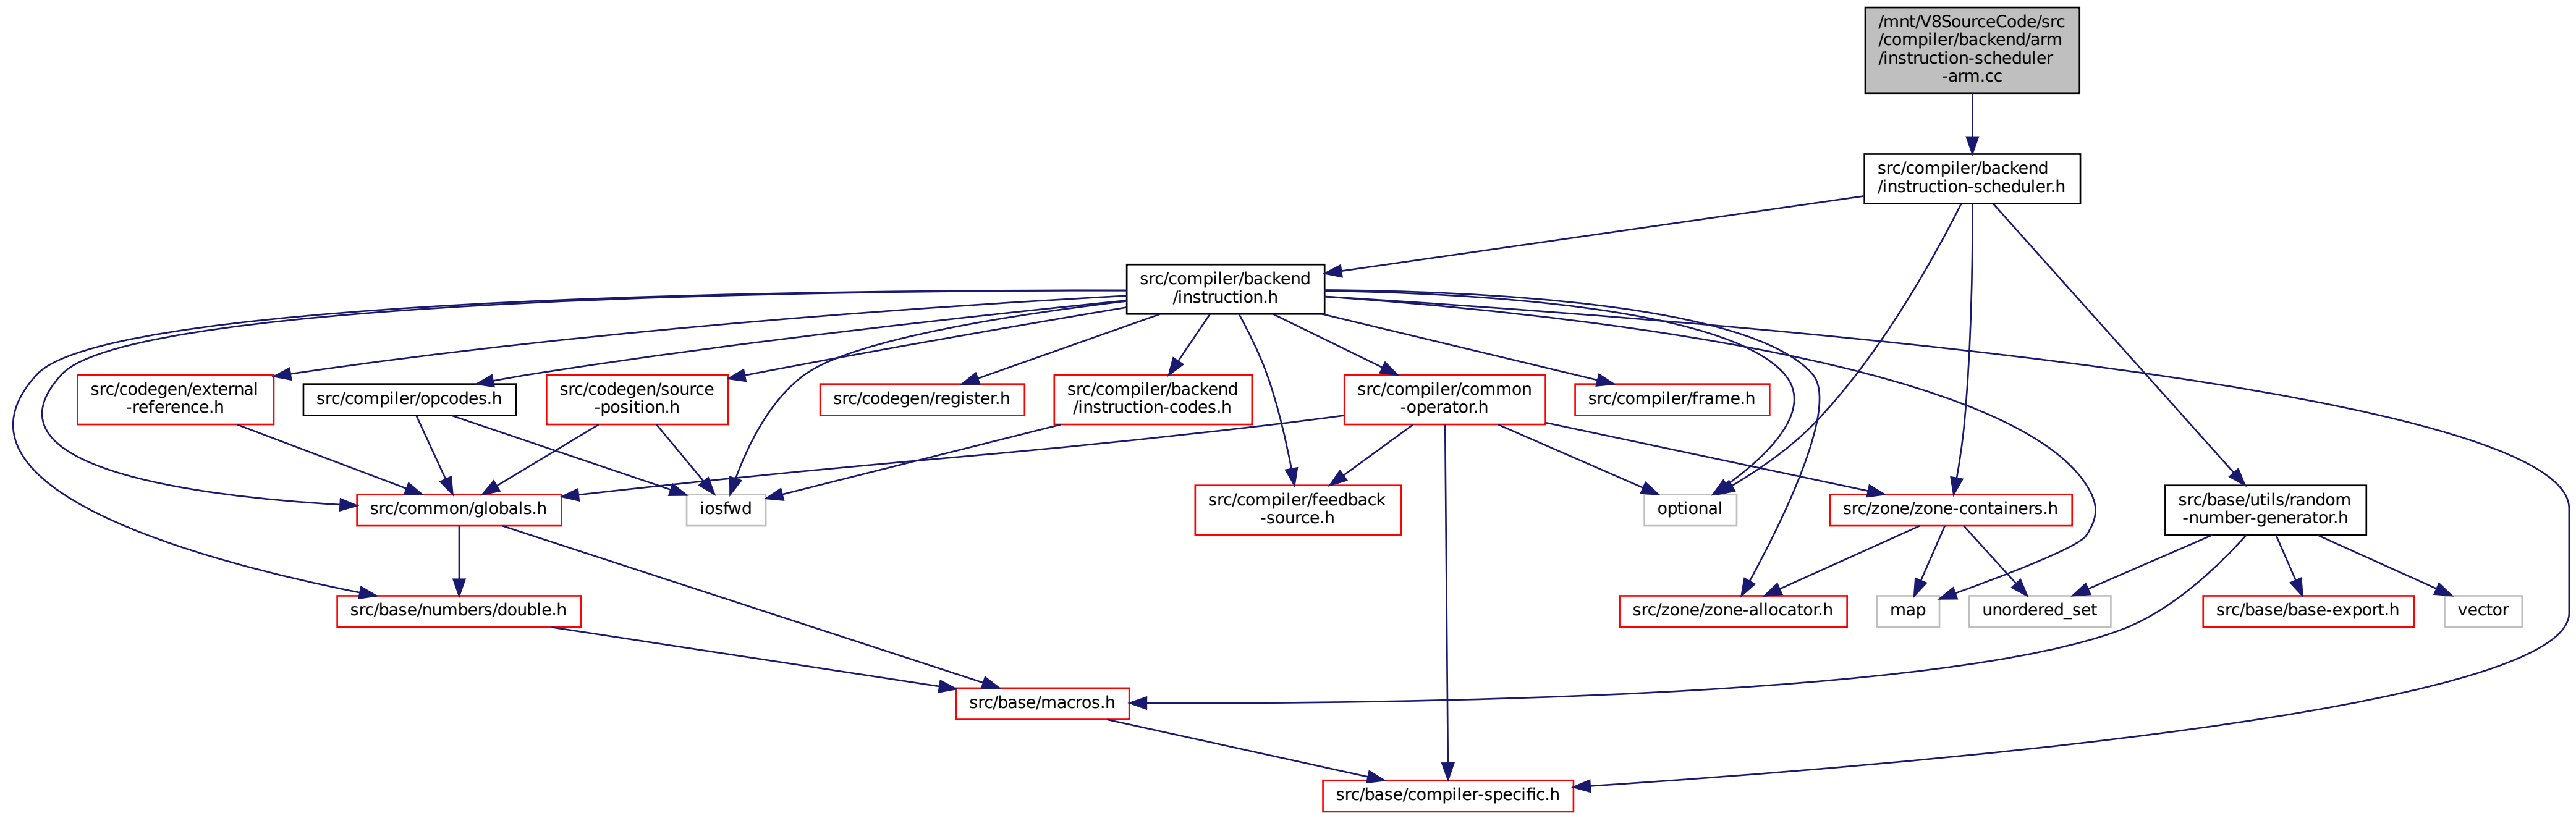 /mnt/V8SourceCode/src
/compiler/backend/arm
/instruction-scheduler
-arm.cc
src/compiler/backend
/instruction-scheduler.h
src/compiler/backend
/instruction.h
src/codegen/external
-reference.h
src/compiler/opcodes.h
src/codegen/source
-position.h
src/codegen/register.h
src/compiler/backend
/instruction-codes.h
src/compiler/common
-operator.h
src/compiler/frame.h
src/common/globals.h
iosfwd
src/compiler/feedback
-source.h
optional
src/zone/zone-containers.h
src/base/utils/random
-number-generator.h
src/base/numbers/double.h
src/zone/zone-allocator.h
map
unordered_set
src/base/base-export.h
vector
src/base/macros.h
src/base/compiler-specific.h